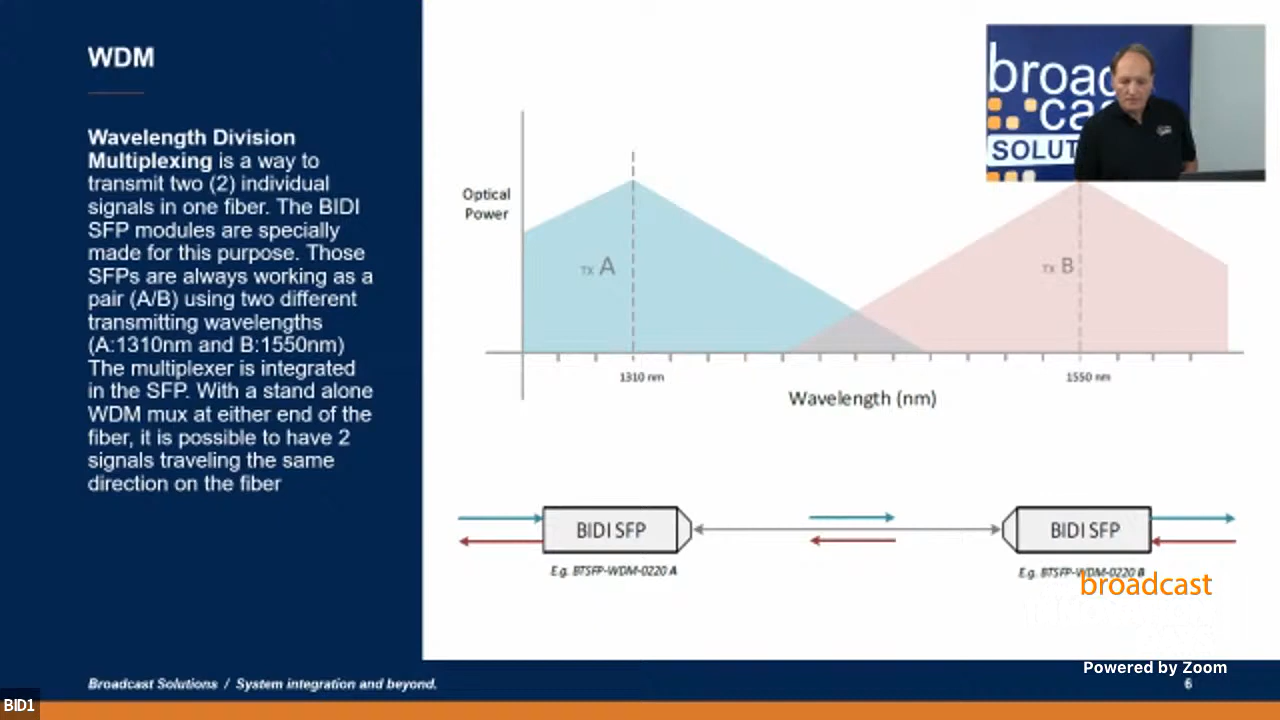 WDM
Wavelength Division
Multiplexing is a way to
transmit two (2) individual
signals in one fiber. The BIDI
SFP modules are specially
made for this purpose. Those
SFPs are always working as a
pair (A/B) using two different
transmitting wavelengths
(A:1310nm and B:1550nm)
The multiplexer is integrated
in the SFP. With a stand alone
WDM mux at either end of the
fiber, it is possible to have 2
signals traveling the same
direction on the fiber
broad
ca
SOLUT
Optical
Power
TX A
TX B
1310 nm
1550 nm
Wavelength (nm)
BIDI SFP
BIDI SFP
E.g. BTSFP-WDM-0220 A
E.g. BTSFP-WDM-0220 B
broadcast
Powered by Zoom
Broadcast Solutions / System integration and beyond.
6
BID1